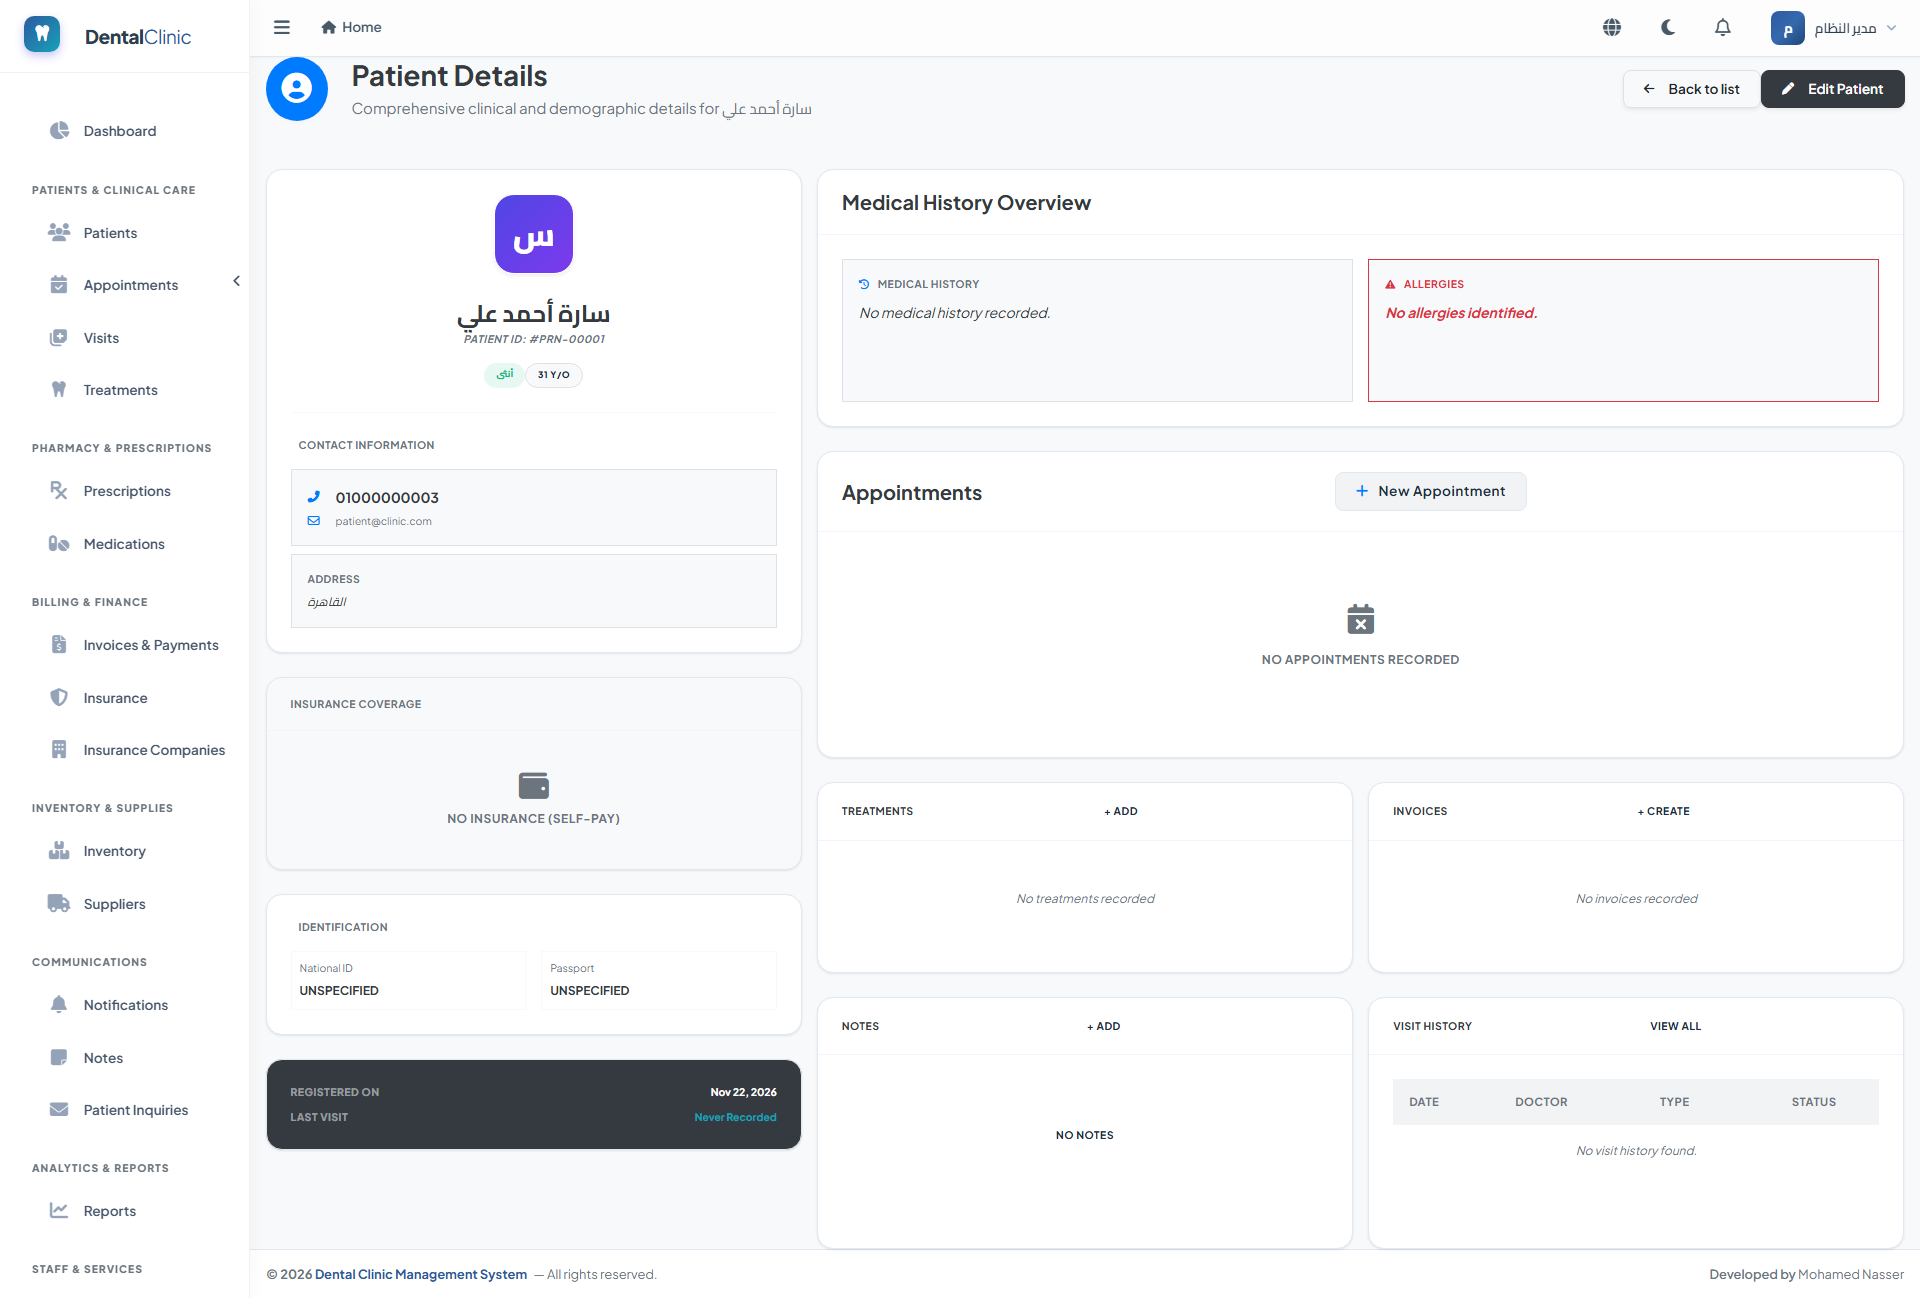 DentalClinic
Home
م
مدير النظام
Dashboard
PATIENTS & CLINICAL CARE
Patients
Appointments
Visits
Treatments
PHARMACY & PRESCRIPTIONS
Prescriptions
Medications
BILLING & FINANCE
Invoices & Payments
Insurance
Insurance Companies
INVENTORY & SUPPLIES
Inventory
Suppliers
COMMUNICATIONS
Notifications
Notes
Patient Inquiries
ANALYTICS & REPORTS
Reports
STAFF & SERVICES
Patient Details
Comprehensive clinical and demographic details for سارة أحمد علي
Back to list
Edit Patient
س
سارة أحمد علي
PATIENT ID: #PRN-00001
أنثى
31 Y/O
CONTACT INFORMATION
01000000003
patient@clinic.com
ADDRESS
القاهرة
INSURANCE COVERAGE
NO INSURANCE (SELF-PAY)
IDENTIFICATION
National ID
UNSPECIFIED
Passport
UNSPECIFIED
REGISTERED ON
Nov 22, 2026
LAST VISIT
Never Recorded
Medical History Overview
MEDICAL HISTORY
No medical history recorded.
ALLERGIES
No allergies identified.
Appointments
New Appointment
NO APPOINTMENTS RECORDED
TREATMENTS
+ ADD
No treatments recorded
INVOICES
+ CREATE
No invoices recorded
NOTES
+ ADD
NO NOTES
VISIT HISTORY
VIEW ALL
DATE DOCTOR TYPE STATUS
No visit history found.
© 2026 Dental Clinic Management System — All rights reserved.
Developed by Mohamed Nasser